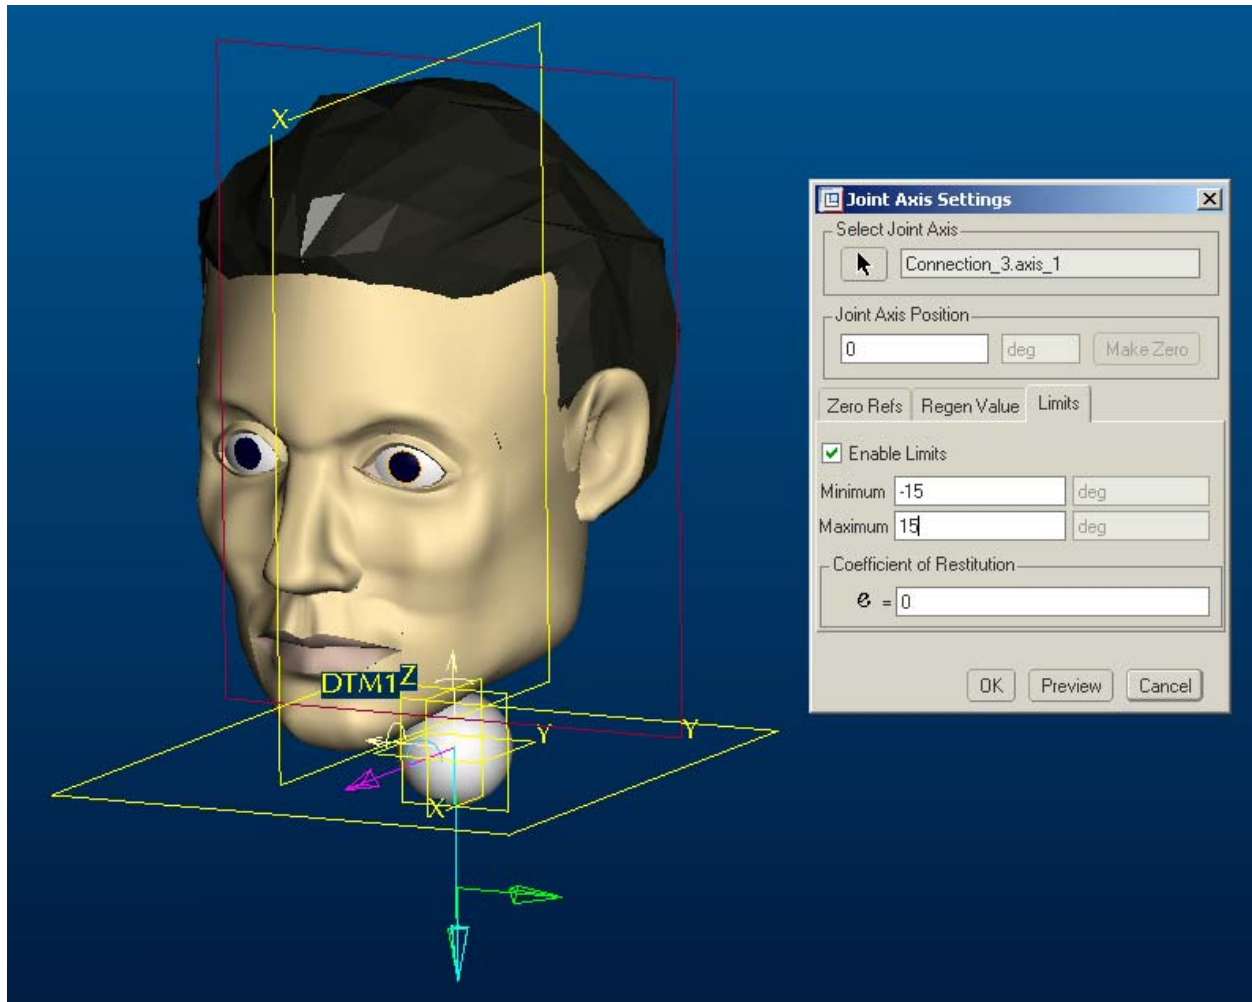 X
DTM1 Z
Y
Y
X
Joint Axis Settings
Select Joint Axis
Connection_3.axis_1
Joint Axis Position
0 deg Make Zero
Zero Refs Regen Value Limits
Enable Limits
Minimum -15 deg
Maximum 15 deg
Coefficient of Restitution
e = 0
OK Preview Cancel